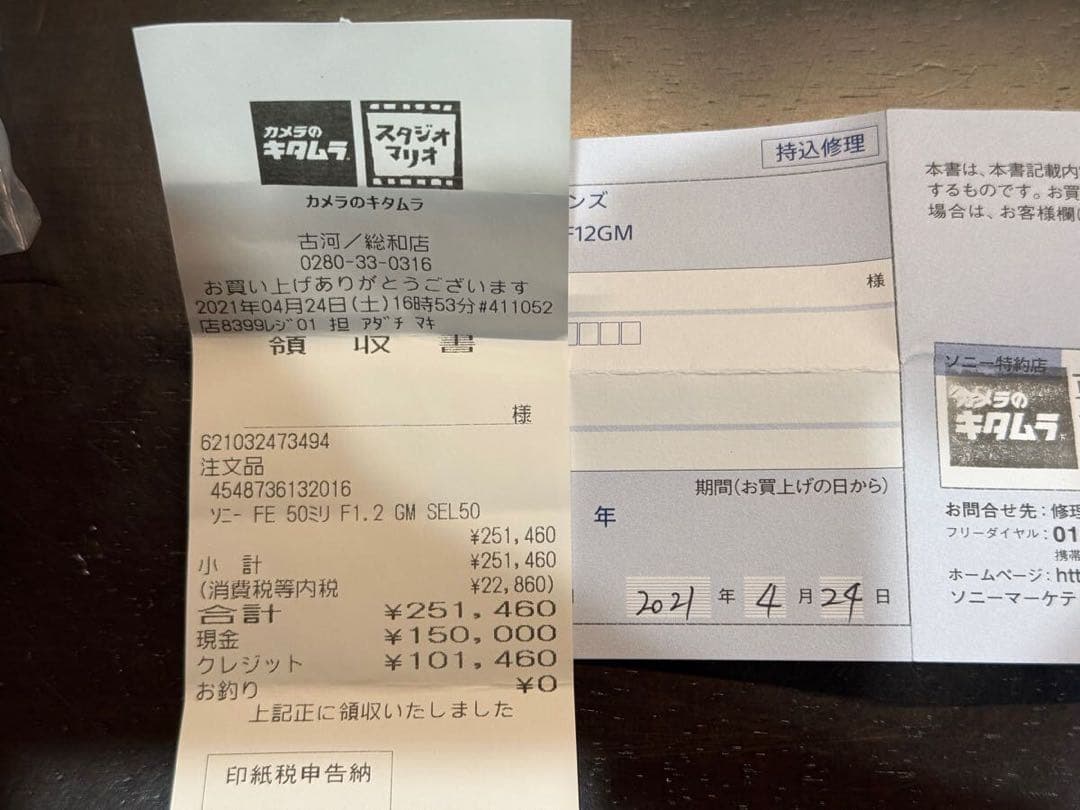 カメラの
キタムラ
スタジオ
マリオ
カメラのキタムラ
古河/総和店
0280-33-0316
お買い上げありがとうございます
2021年04月24日(土)16時53分#411052
店8399レジ01 担 アダチ マキ
領 収 書
様
621032473494
注文品
4548736132016
ソニー FE 50ミリ F1.2 GM SEL50
¥251,460
小 計 ¥251,460
(消費税等内税 ¥22,860)
合計 ¥251,460
現金 ¥150,000
クレジット ¥101,460
お釣り ¥0
上記正に領収いたしました
印紙税申告納
持込修理
ンズ
F12GM
様
期間(お買上げの日から)
年
2021 年 4 月 24 日
本書は、本書記載内
するものです。お買
場合は、お客様欄に
ソニー特約店
カメラの
キタムラ
お問合せ先:修理
フリーダイヤル:01
携帯
ホームページ:htt
ソニーマーケテ